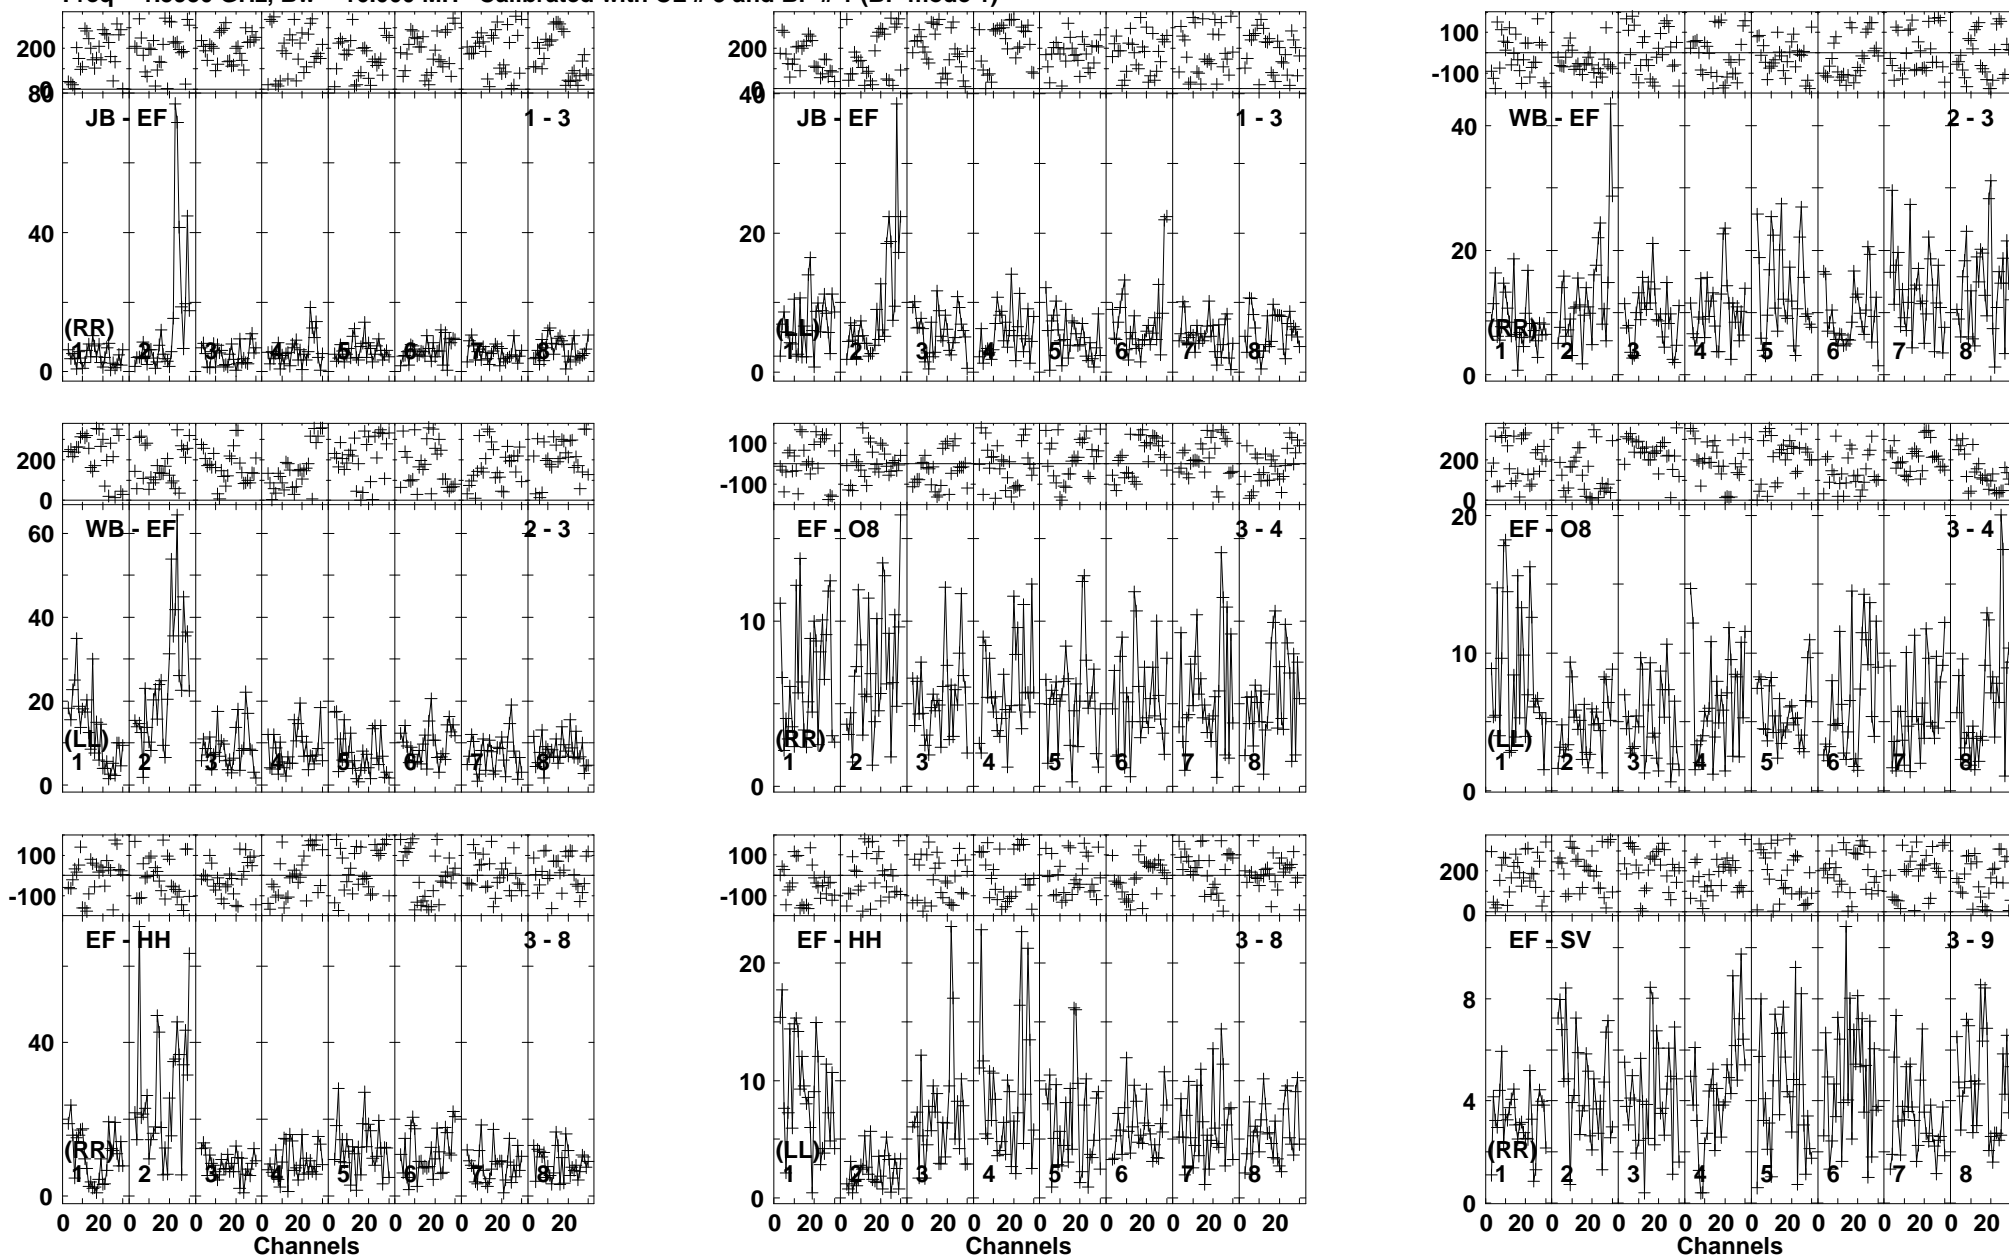 200 0 200 0 100 -100
80 JB - EF 1 - 3 40 JB - EF 1 - 3 WB - EF 2 - 3
40
40 20 20
(RR) (LL) (RR)
1 2 3 4 5 6 7 8 1 2 3 4 5 6 7 8 1 2 3 4 5 6 7 8
0 0 0
200 0 100 -100 200 0
60 WB - EF 2 - 3 EF - O8 3 - 4 20 EF - O8 3 - 4
40
20 10 10
(LL) (RR) (LL)
1 2 3 4 5 6 7 8 1 2 3 4 5 6 7 8 1 2 3 4 5 6 7 8
0 0 0
100 -100 100 -100 200 0
EF - HH 3 - 8 EF - HH 3 - 8 EF - SV 3 - 9
40 20 8
10 4
(RR) (LL) (RR)
1 2 3 4 5 6 7 8 1 2 3 4 5 6 7 8 1 2 3 4 5 6 7 8
0 0 0
0 20 0 20 0 20 0 20 0 20 0 20 0 20 0 20 0 20 0 20 0 20 0 20 0 20 0 20 0 20 0 20 0 20 0 20 0 20 0 20 0 20 0 20 0 20 0 20
Channels Channels Channels